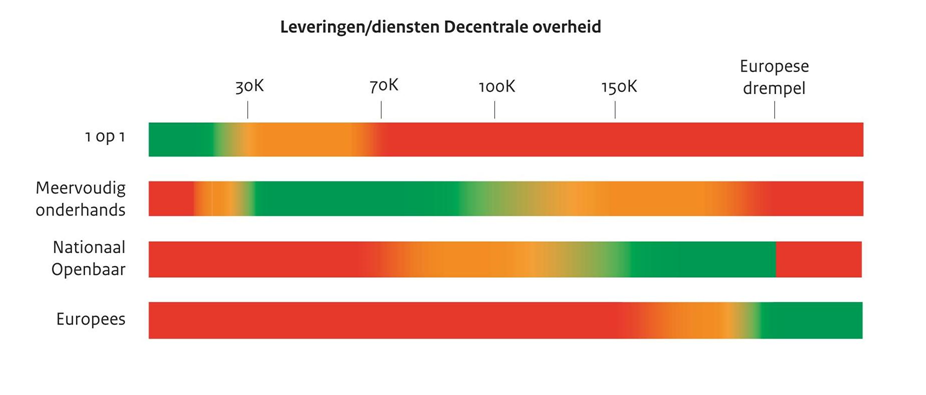 Leveringen/diensten Decentrale overheid
30K
70K
100K
150K
Europese
drempel
1 op 1
Meervoudig
onderhands
Nationaal
Openbaar
Europees